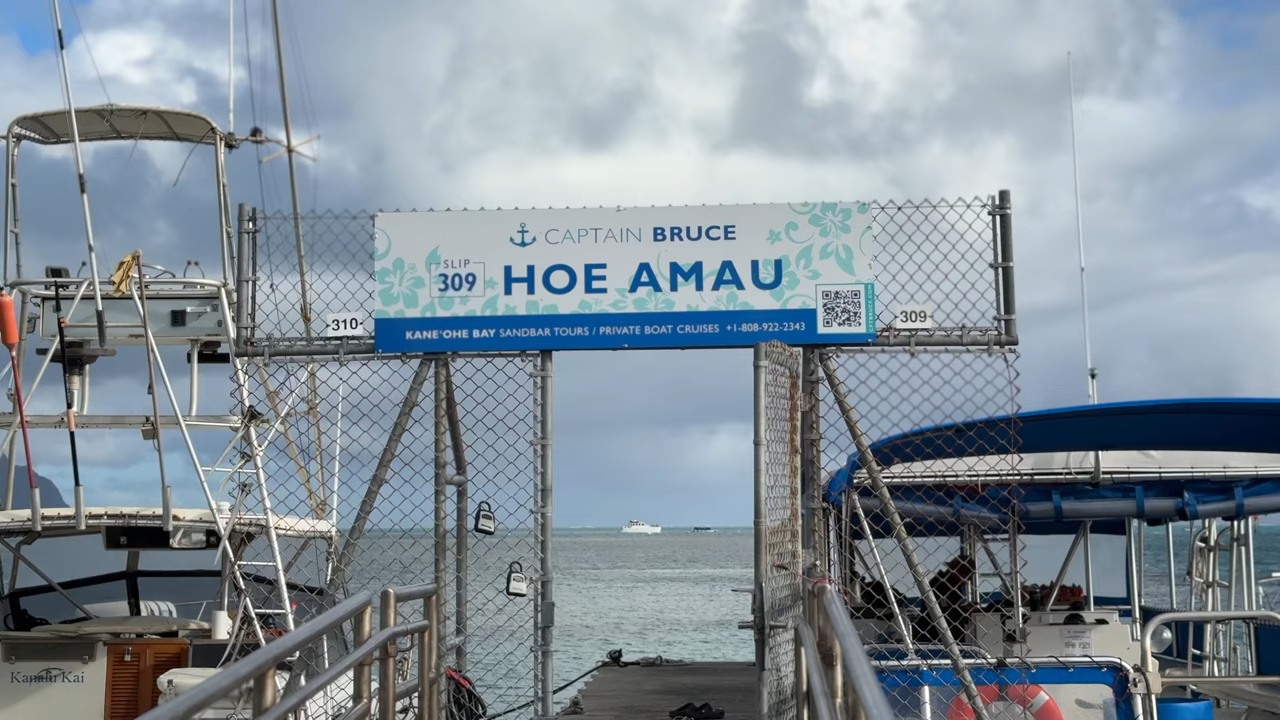 CAPTAIN BRUCE
SLIP
309
HOE AMAU
KANE'OHE BAY SANDBAR TOURS / PRIVATE BOAT CRUISES +1-808-922-2343
310-
-309
Kanalu Kai